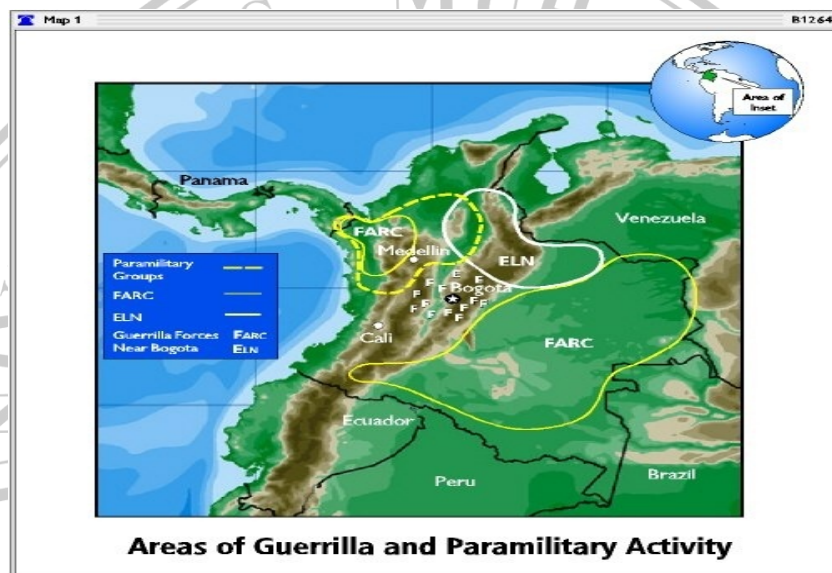 Map 1
B1264
Area of
Inset
Panama
Venezuela
FARC
Medellin
ELN
Paramilitary
Groups
FARC
ELN
Guerrilla Forces FARC
Near Bogota ELN
E
E
F
F
F
F
Bogota
F
F
F
F
F
F
F
Cali
FARC
Ecuador
Peru
Brazil
Areas of Guerrilla and Paramilitary Activity